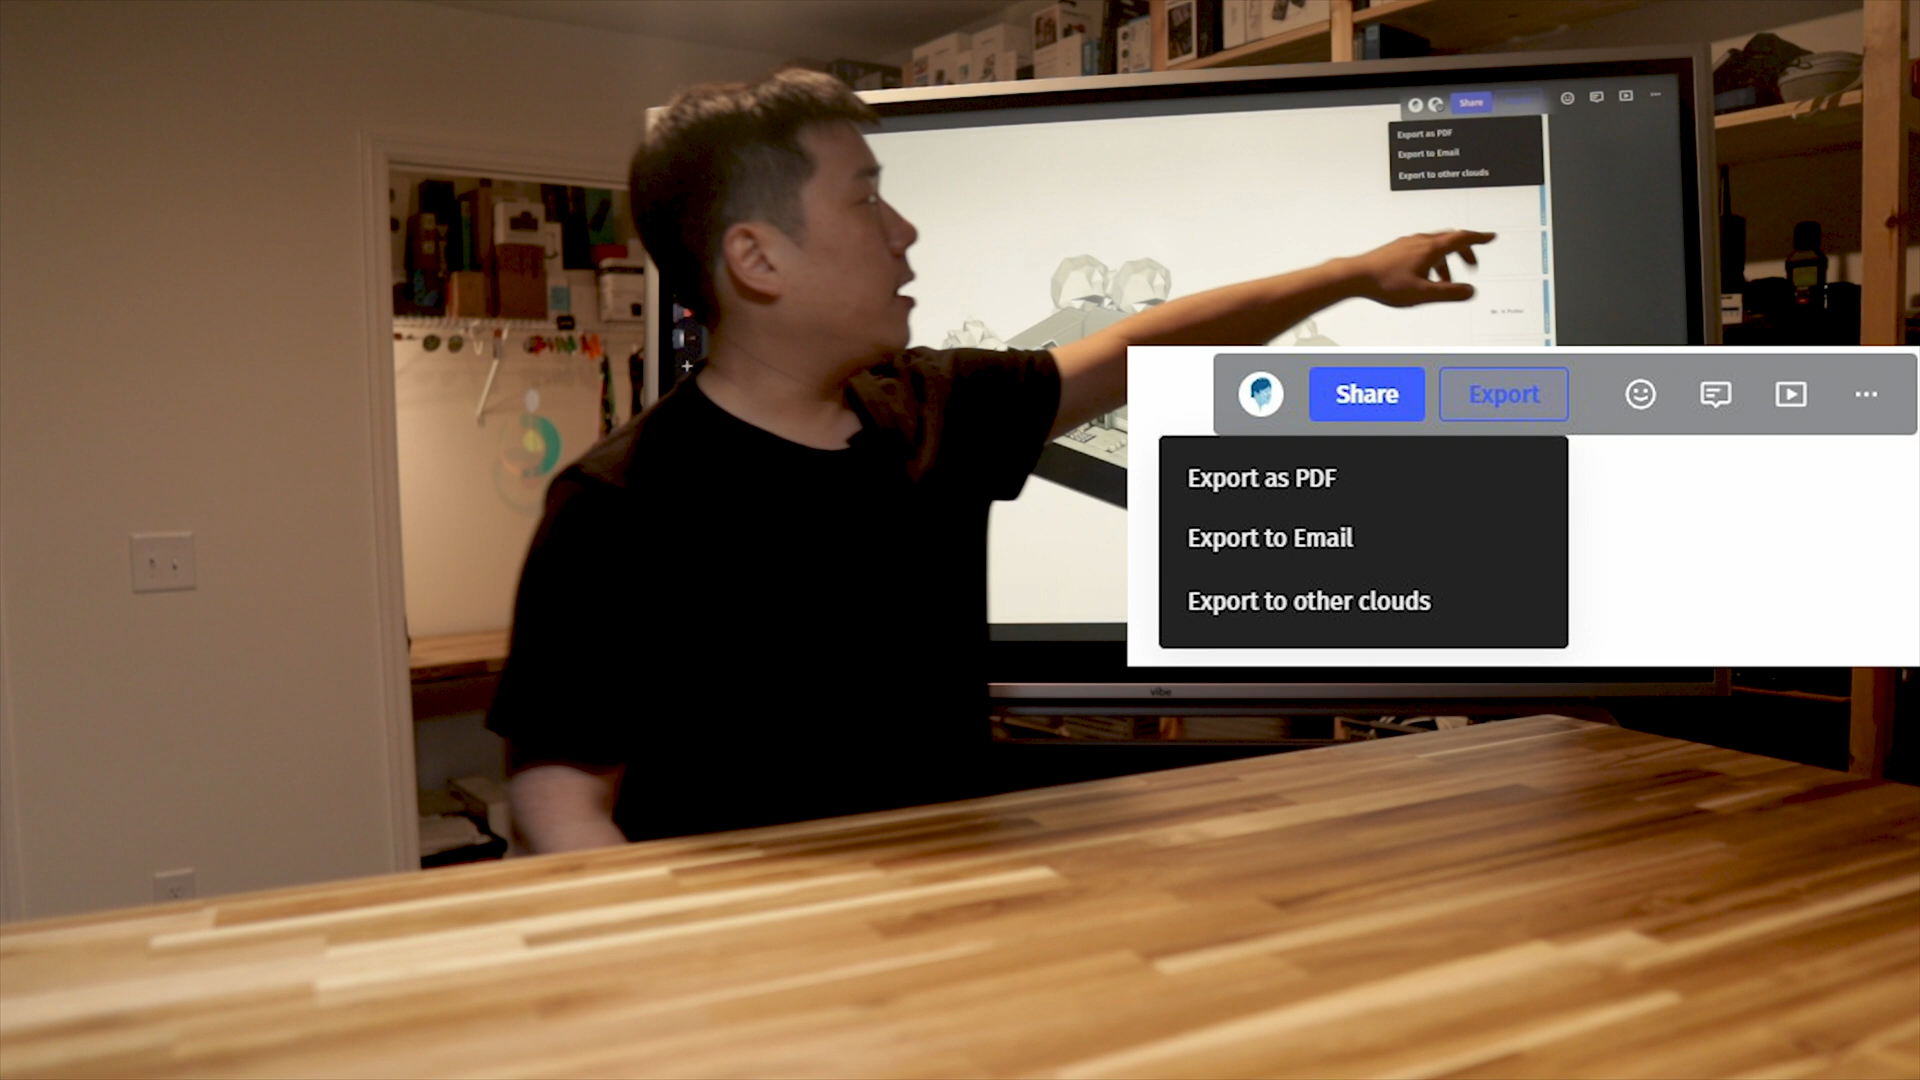 Share
Export as PDF
Export to Email
Export to other clouds
Share Export
Export as PDF
Export to Email
Export to other clouds
vibe